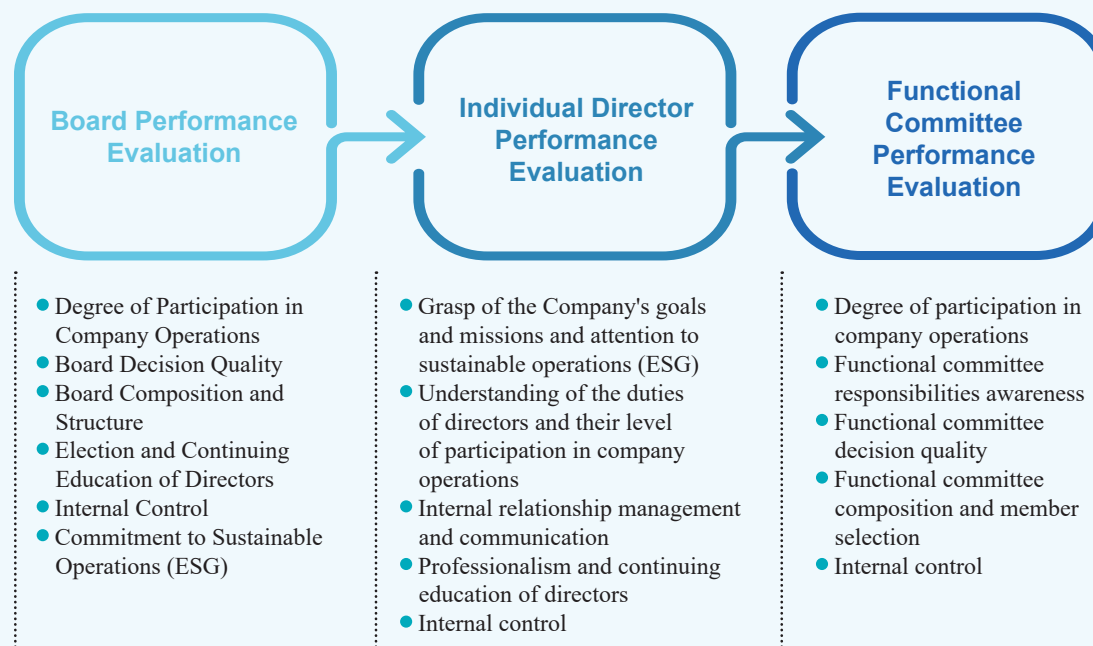 Board Performance
Evaluation
Individual Director
Performance
Evaluation
Functional
Committee
Performance
Evaluation
Degree of Participation in
Company Operations
Board Decision Quality
Board Composition and
Structure
Election and Continuing
Education of Directors
Internal Control
Commitment to Sustainable
Operations (ESG)
Grasp of the Company's goals
and missions and attention to
sustainable operations (ESG)
Understanding of the duties
of directors and their level
of participation in company
operations
Internal relationship management
and communication
Professionalism and continuing
education of directors
Internal control
Degree of participation in
company operations
Functional committee
responsibilities awareness
Functional committee
decision quality
Functional committee
composition and member
selection
Internal control